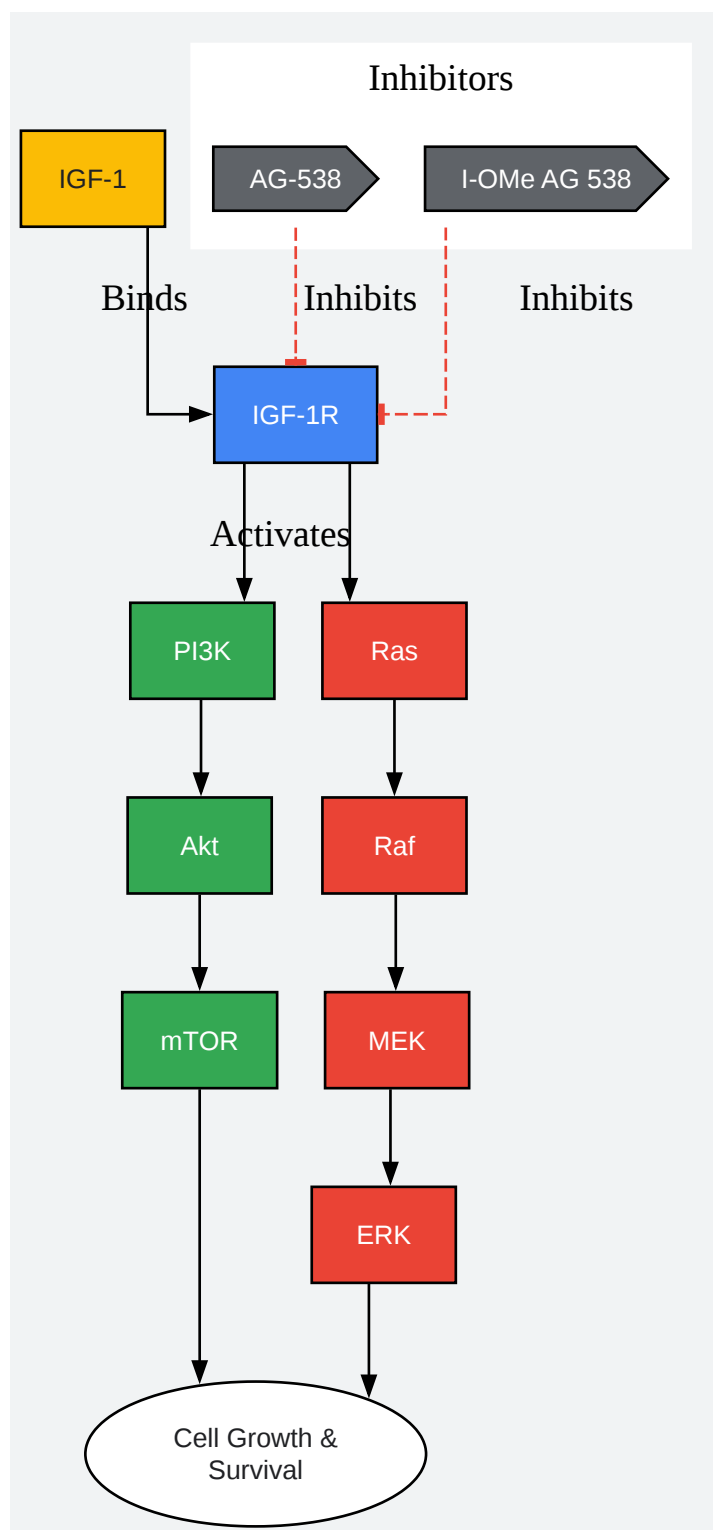 Inhibitors
IGF-1
AG-538
I-OMe AG 538
Binds
Inhibits
Inhibits
IGF-1R
Activates
PI3K
Ras
Akt
Raf
mTOR
MEK
ERK
Cell Growth &
Survival